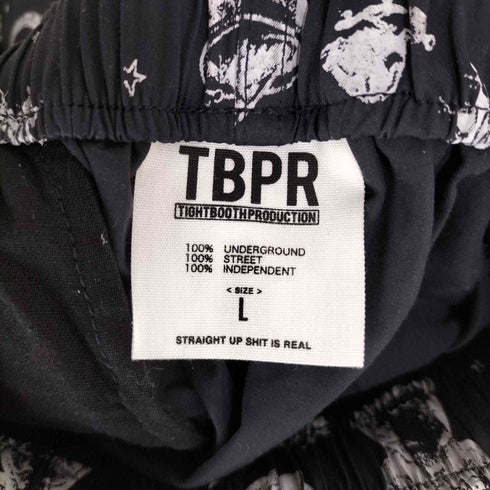 TBPR
TIGHTBOOTHPRODUCTION
100% UNDERGROUND
100% STREET
100% INDEPENDENT
< SIZE >
L
STRAIGHT UP SHIT IS REAL